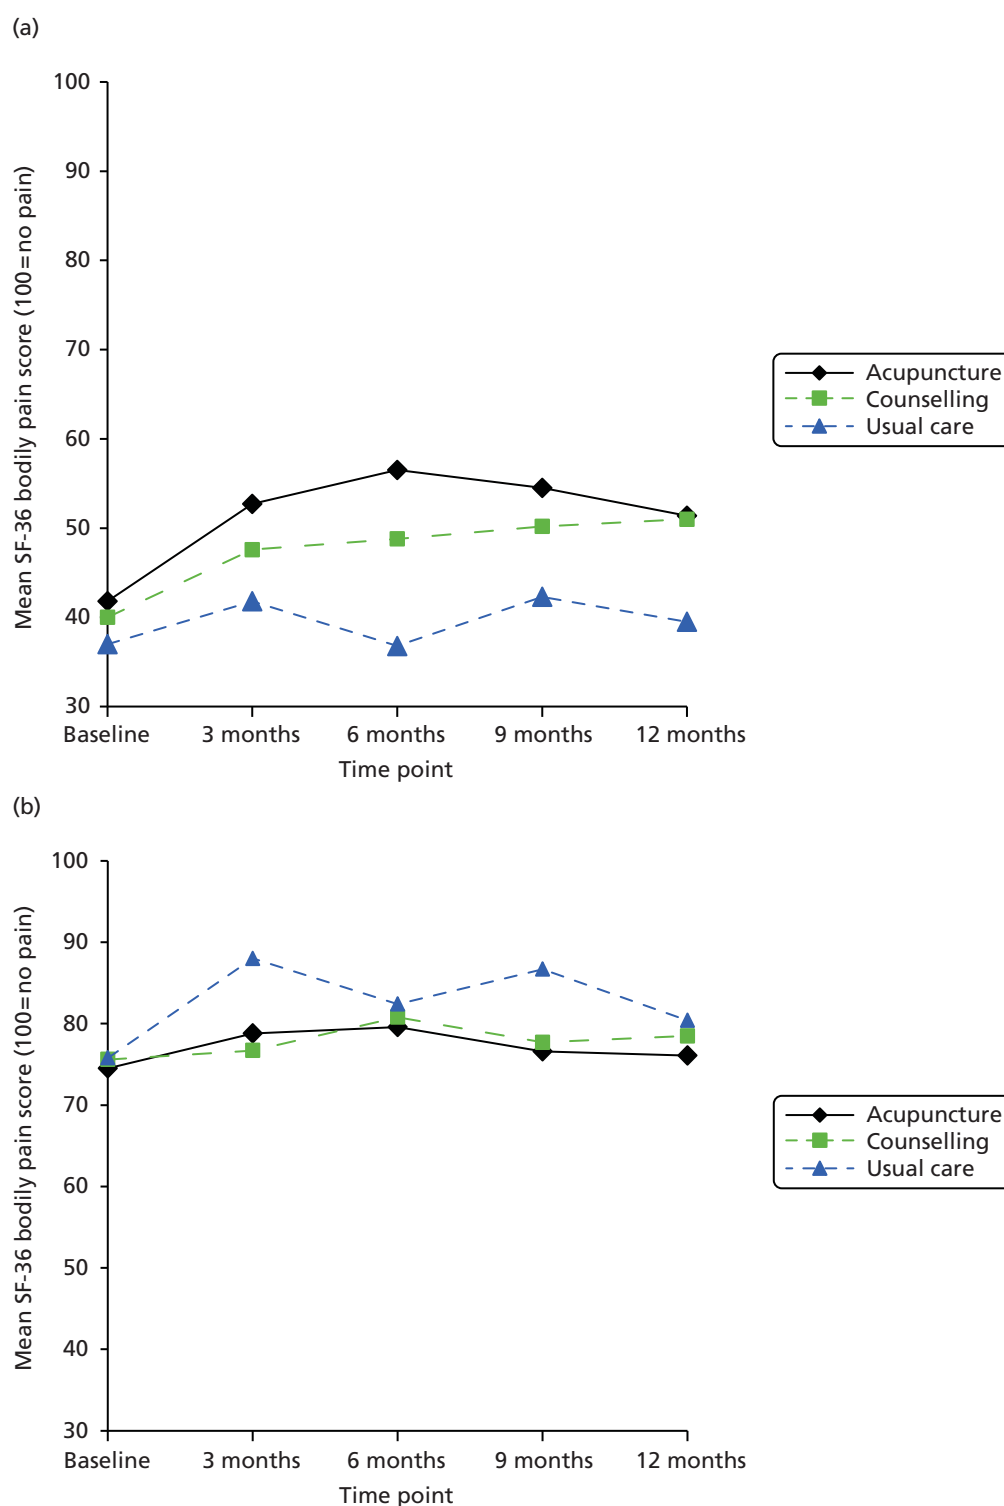 (a)
Mean SF-36 bodily pain score (100=no pain)
100
90
80
70
60
50
40
30
Baseline 3 months 6 months 9 months 12 months
Time point
Acupuncture
Counselling
Usual care
(b)
Mean SF-36 bodily pain score (100=no pain)
100
90
80
70
60
50
40
30
Baseline 3 months 6 months 9 months 12 months
Time point
Acupuncture
Counselling
Usual care